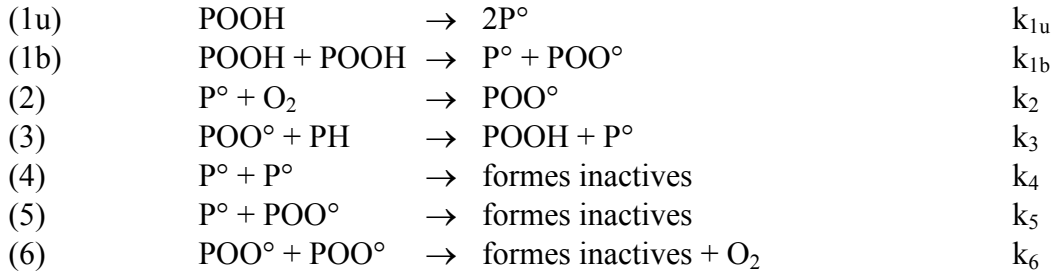 (1u) POOH → 2P° k₁ᵤ
(1b) POOH + POOH → P° + POO° k₁b
(2) P° + O₂ → POO° k₂
(3) POO° + PH → POOH + P° k₃
(4) P° + P° → formes inactives k₄
(5) P° + POO° → formes inactives k₅
(6) POO° + POO° → formes inactives + O₂ k₆